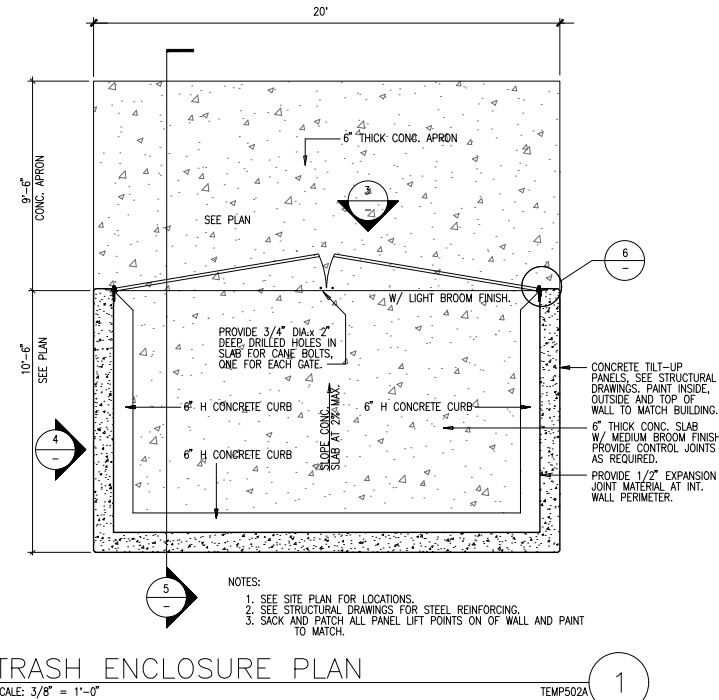 20'
6" THICK CONC. APRON
9'-6"
CONC. APRON
3
SEE PLAN
6
-
W/ LIGHT BROOM FINISH.
PROVIDE 3/4" DIA.x 2"
DEEP DRILLED HOLES IN
SLAB FOR CANE BOLTS,
ONE FOR EACH GATE.
10'-6"
SEE PLAN
CONCRETE TILT-UP
PANELS, SEE STRUCTURAL
DRAWINGS. PAINT INSIDE,
OUTSIDE AND TOP OF
WALL TO MATCH BUILDING.
6" H CONCRETE CURB
SLOPE CONC.
SLAB AT 2% MAX.
6" H CONCRETE CURB
6" THICK CONC. SLAB
W/ MEDIUM BROOM FINISH
PROVIDE CONTROL JOINTS
AS REQUIRED.
4
-
6" H CONCRETE CURB
PROVIDE 1/2" EXPANSION
JOINT MATERIAL AT INT.
WALL PERIMETER.
5
-
NOTES:
1. SEE SITE PLAN FOR LOCATIONS.
2. SEE STRUCTURAL DRAWINGS FOR STEEL REINFORCING.
3. SACK AND PATCH ALL PANEL LIFT POINTS ON OF WALL AND PAINT
TO MATCH.
TRASH ENCLOSURE PLAN
1
SCALE: 3/8" = 1'-0"
TEMP502A